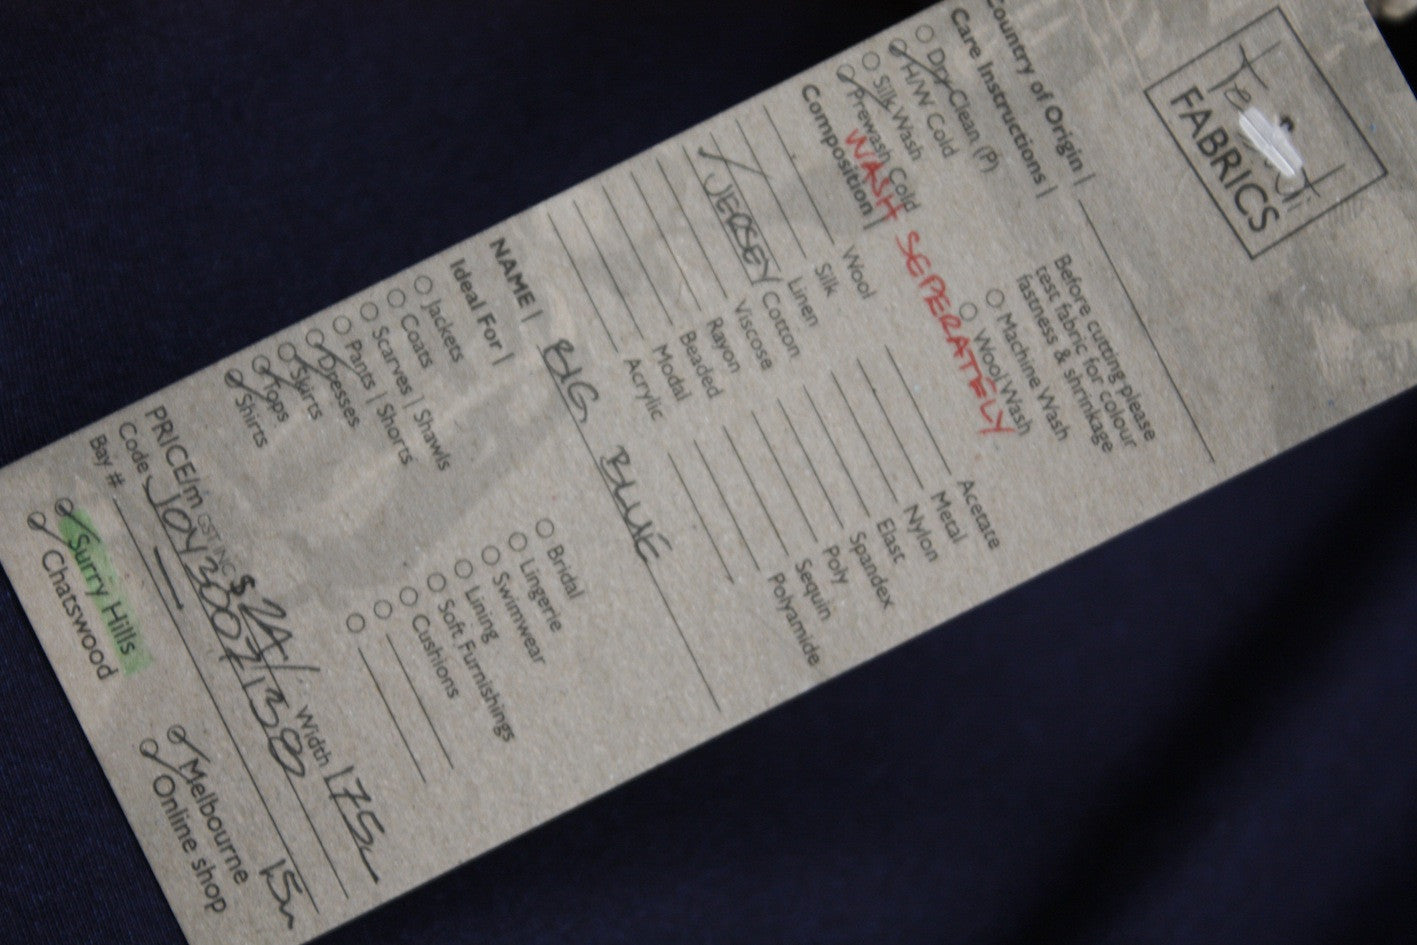 FABRICS
Country of Origin |
Care Instructions |
Before cutting please
test fabric for colour
fastness & shrinkage
Dry-Clean (P)
H/W Cold
Silk Wash
Prewash Cold
Machine Wash
Wool Wash
WASH SEPERATELY
Composition |
Wool
Silk
Linen
JERSEY Cotton
Viscose
Rayon
Beaded
Modal
Acrylic
Acetate
Metal
Nylon
Elast
Spandex
Poly
Sequin
Polyamide
NAME | BIG BLUE
Ideal For |
Jackets
Coats
Scarves | Shawls
Pants | Shorts
Dresses
Skirts
Tops
Shirts
Bridal
Lingerie
Swimwear
Lining
Soft Furnishings
Cushions
PRICE/m GST INC $24/- Width 175
Code
Bay #
15m
Surry Hills
Chatswood
Melbourne
Online shop